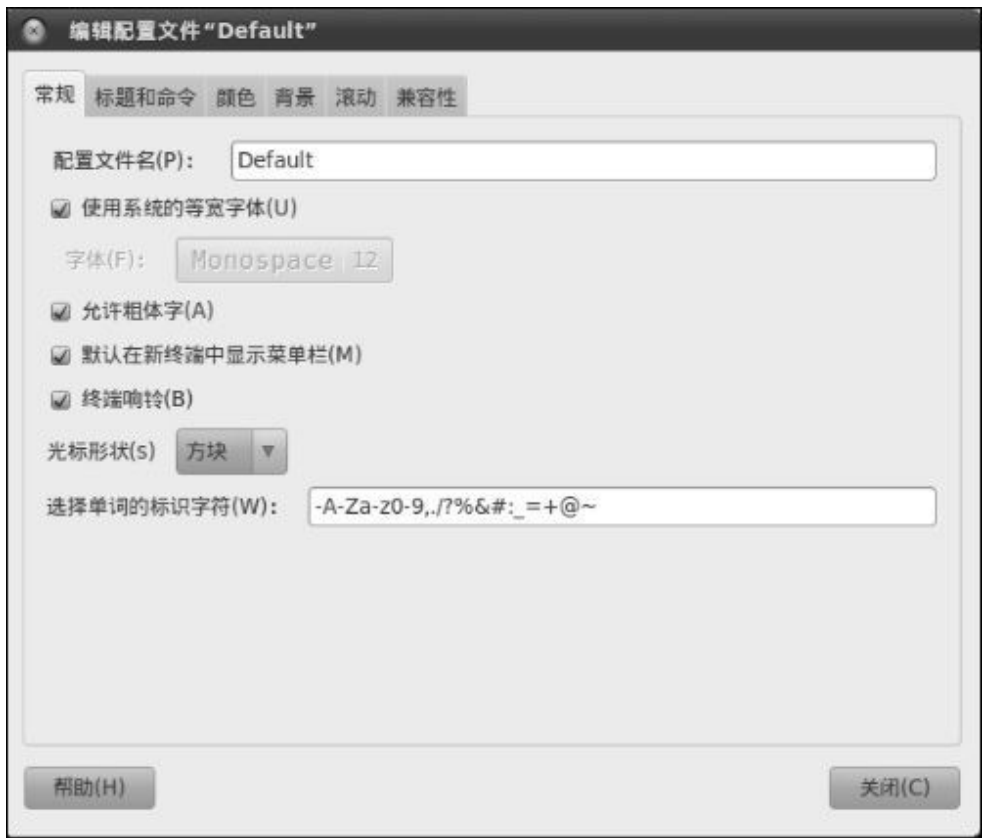 编辑配置文件“Default”
常规 标题和命令 颜色 背景 滚动 兼容性
配置文件名(P): Default
使用系统的等宽字体(U)
字体(F): Monospace 12
允许粗体字(A)
默认在新终端中显示菜单栏(M)
终端响铃(B)
光标形状(s) 方块
选择单词的标识字符(W): -A-Za-z0-9,./?%&#:_=+@~
帮助(H) 关闭(C)